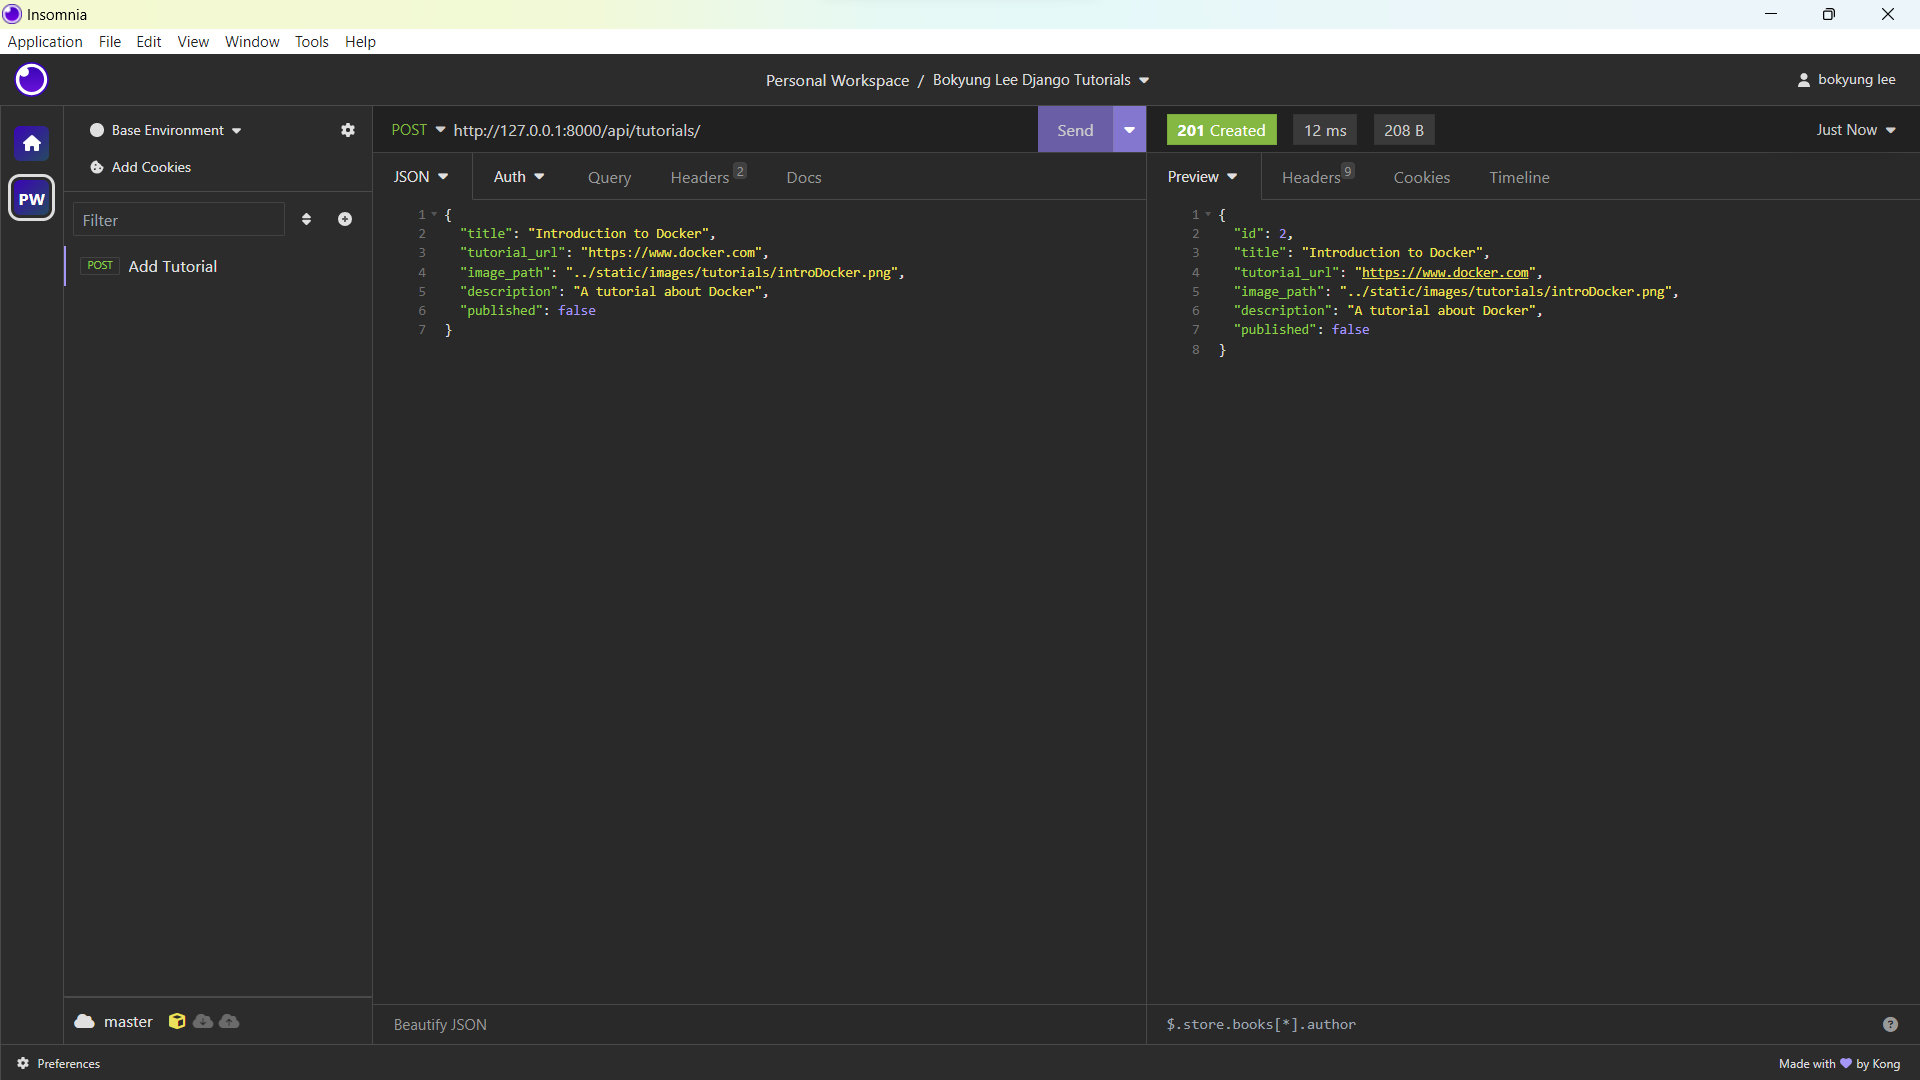 Insomnia
Application File Edit View Window Tools Help
Personal Workspace / Bokyung Lee Django Tutorials
bokyung lee
Base Environment
Add Cookies
PW
Filter
POST Add Tutorial
master
POST http://127.0.0.1:8000/api/tutorials/ Send
JSON Auth Query Headers 2 Docs
1 {
2 "title": "Introduction to Docker",
3 "tutorial_url": "https://www.docker.com",
4 "image_path": "../static/images/tutorials/introDocker.png",
5 "description": "A tutorial about Docker",
6 "published": false
7 }
Beautify JSON
201 Created 12 ms 208 B Just Now
Preview Headers 9 Cookies Timeline
1 {
2 "id": 2,
3 "title": "Introduction to Docker",
4 "tutorial_url": "https://www.docker.com",
5 "image_path": "../static/images/tutorials/introDocker.png",
6 "description": "A tutorial about Docker",
7 "published": false
8 }
$.store.books[*].author
Preferences
Made with 💜 by Kong